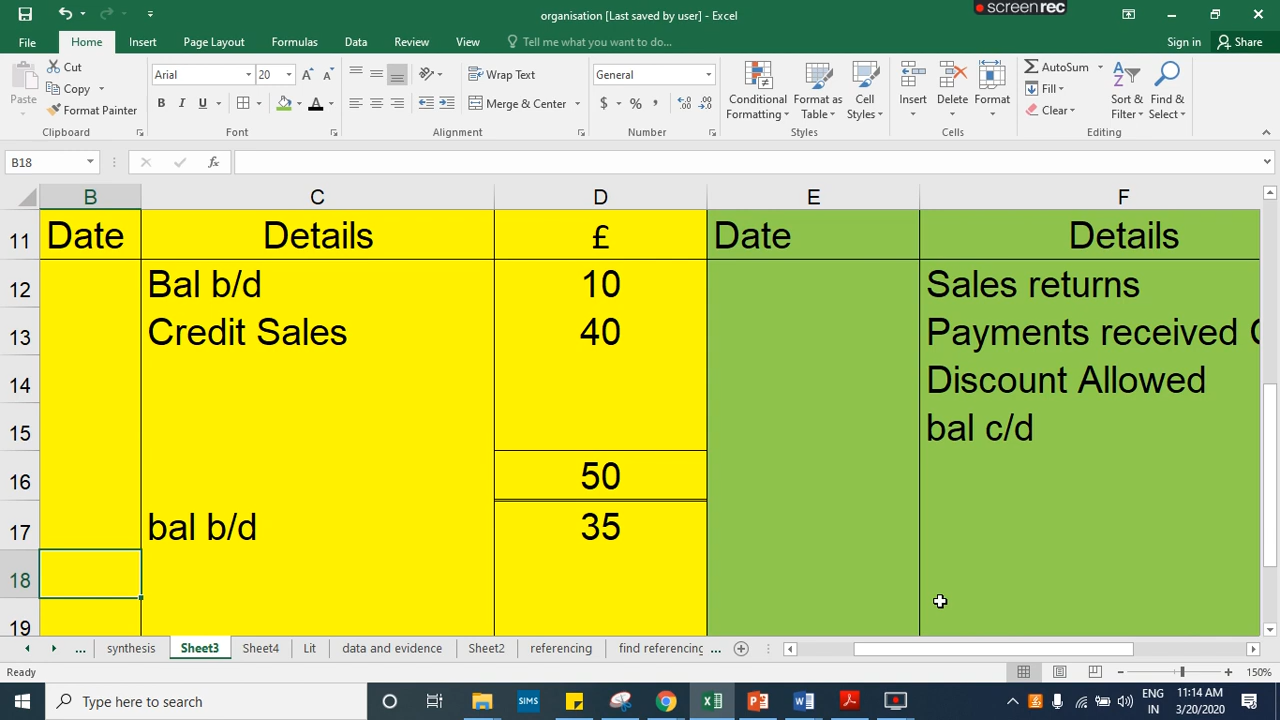 organisation [Last saved by user] - Excel
screenrec
File Home Insert Page Layout Formulas Data Review View Tell me what you want to do... Sign in Share
Paste Cut Copy Format Painter Clipboard
Arial 20 B I U A Font
Wrap Text Merge & Center Alignment
General $ % , Number
Conditional Formatting Format as Table Cell Styles Styles
Insert Delete Format Cells
AutoSum Fill Clear Sort & Filter Find & Select Editing
B18 fx
B C D E F
11 Date Details £ Date Details
12 Bal b/d 10 Sales returns
13 Credit Sales 40 Payments received
14 Discount Allowed
15 bal c/d
16 50
17 bal b/d 35
18
19
... synthesis Sheet3 Sheet4 Lit data and evidence Sheet2 referencing find referencing ...
Ready 150%
Type here to search SIMS ENG 11:14 AM
IN 3/20/2020